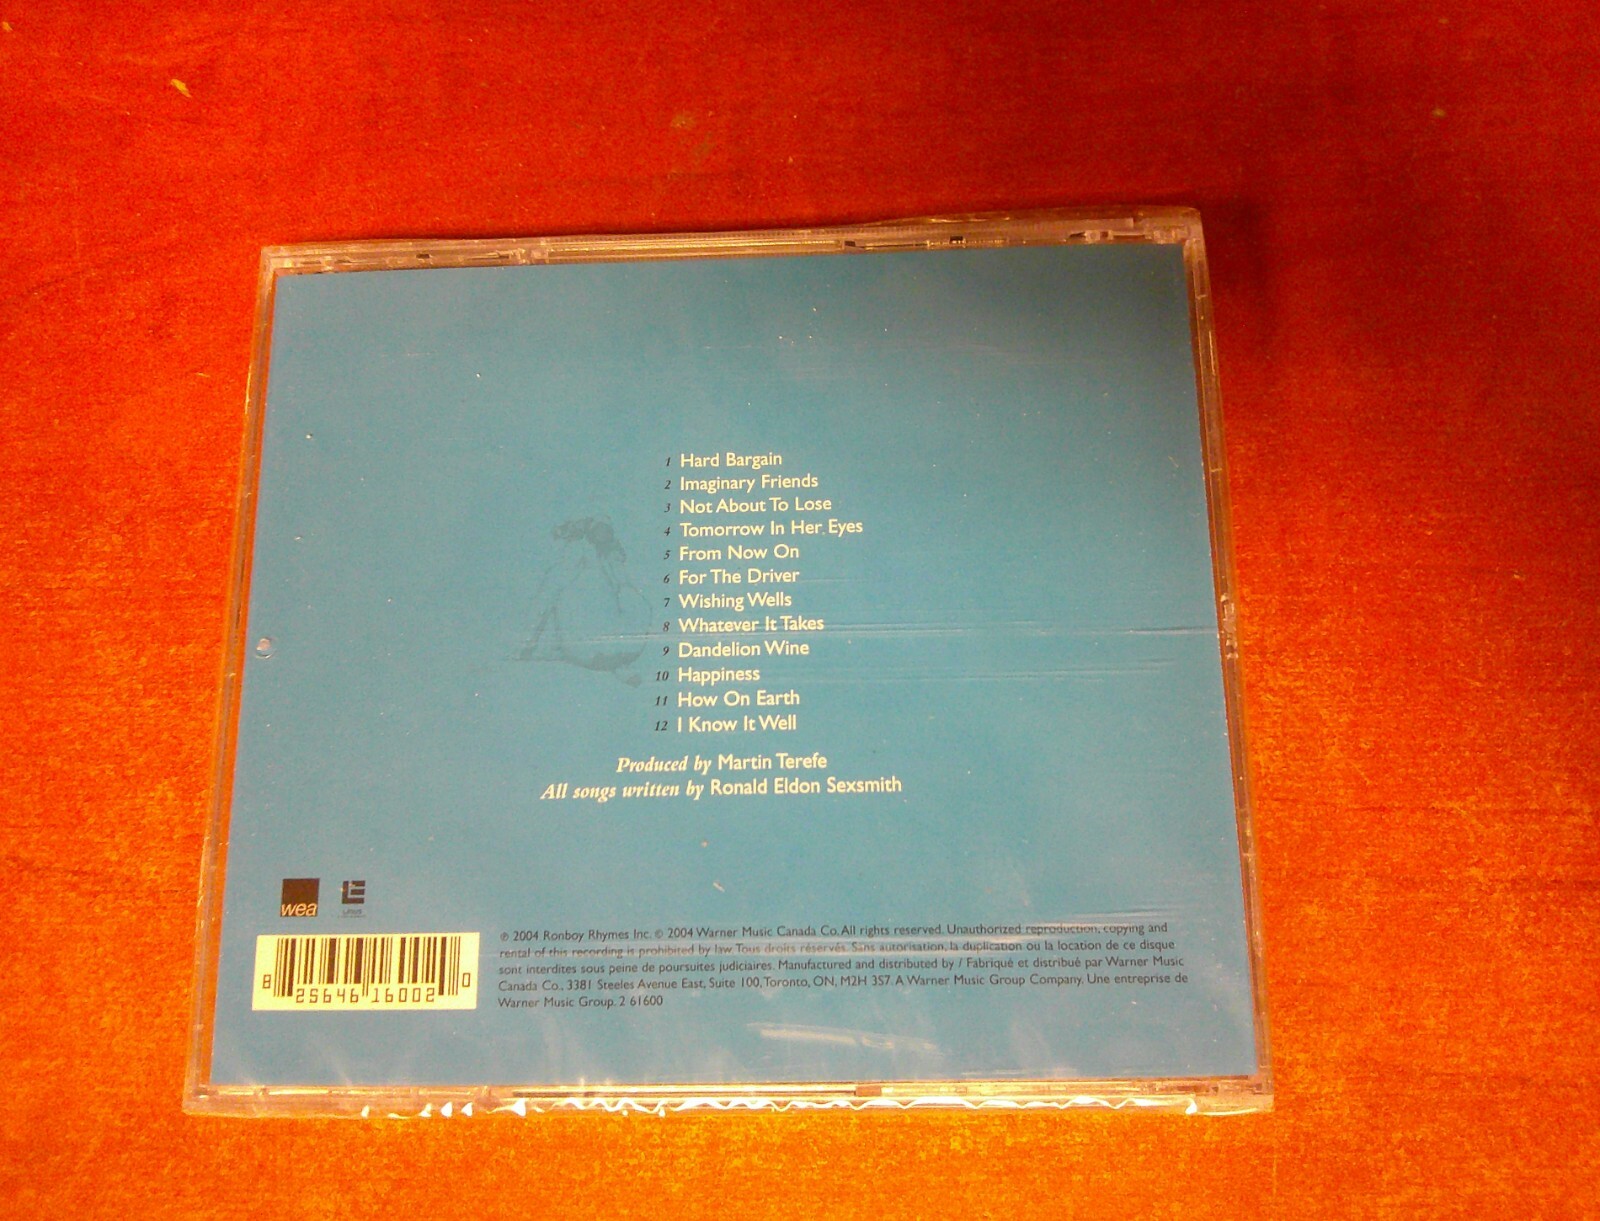 1 Hard Bargain
2 Imaginary Friends
3 Not About To Lose
4 Tomorrow In Her Eyes
5 From Now On
6 For The Driver
7 Wishing Wells
8 Whatever It Takes
9 Dandelion Wine
10 Happiness
11 How On Earth
12 I Know It Well
Produced by Martin Terefe
All songs written by Ronald Eldon Sexsmith
wea
℗ 2004 Ronboy Rhymes Inc. © 2004 Warner Music Canada Co. All rights reserved. Unauthorized reproduction, copying and
rental of this recording is prohibited by law Tous droits réservés. Sans autorisation, la duplication ou la location de ce disque
sont interdites sous peine de poursuites judiciaires. Manufactured and distributed by / Fabriqué et distribué par Warner Music
Canada Co., 3381 Steeles Avenue East, Suite 100, Toronto, ON, M2H 3S7. A Warner Music Group Company. Une entreprise de
Warner Music Group. 2 61600
8 25646 16002 0